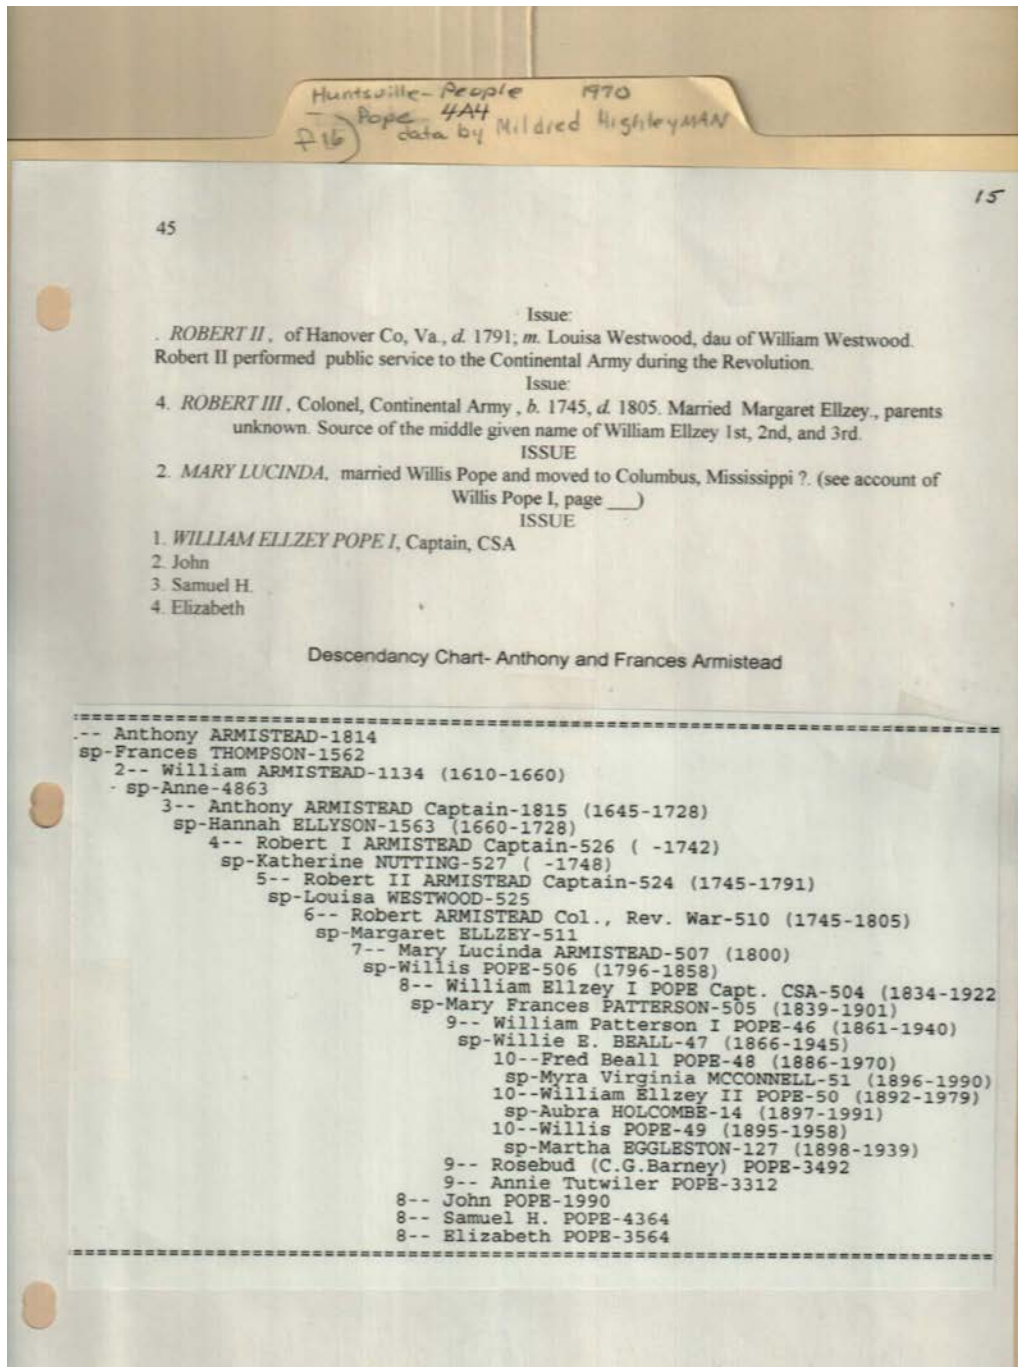 Huntsville-People 1970
Pope 4A4
P15) data by Mildred HighleyMAN
15
45
Issue:
. ROBERT II, of Hanover Co, Va., d. 1791; m. Louisa Westwood, dau of William Westwood.
Robert II performed public service to the Continental Army during the Revolution.
Issue:
4. ROBERT III, Colonel, Continental Army, b. 1745, d. 1805. Married Margaret Ellzey., parents
unknown. Source of the middle given name of William Ellzey 1st, 2nd, and 3rd.
ISSUE
2. MARY LUCINDA, married Willis Pope and moved to Columbus, Mississippi ?. (see account of
Willis Pope I, page ___)
ISSUE
1. WILLIAM ELLZEY POPE I, Captain, CSA
2. John
3. Samuel H.
4. Elizabeth
Descendancy Chart- Anthony and Frances Armistead
.-- Anthony ARMISTEAD-1814
sp-Frances THOMPSON-1562
2-- William ARMISTEAD-1134 (1610-1660)
sp-Anne-4863
3-- Anthony ARMISTEAD Captain-1815 (1645-1728)
sp-Hannah ELLYSON-1563 (1660-1728)
4-- Robert I ARMISTEAD Captain-526 ( -1742)
sp-Katherine NUTTING-527 ( -1748)
5-- Robert II ARMISTEAD Captain-524 (1745-1791)
sp-Louisa WESTWOOD-525
6-- Robert ARMISTEAD Col., Rev. War-510 (1745-1805)
sp-Margaret ELLZEY-511
7-- Mary Lucinda ARMISTEAD-507 (1800)
sp-Willis POPE-506 (1796-1858)
8-- William Ellzey I POPE Capt. CSA-504 (1834-1922
sp-Mary Frances PATTERSON-505 (1839-1901)
9-- William Patterson I POPE-46 (1861-1940)
sp-Willie E. BEALL-47 (1866-1945)
10--Fred Beall POPE-48 (1886-1970)
sp-Myra Virginia MCCONNELL-51 (1896-1990)
10--William Ellzey II POPE-50 (1892-1979)
sp-Aubra HOLCOMBE-14 (1897-1991)
10--Willis POPE-49 (1895-1958)
sp-Martha EGGLESTON-127 (1898-1939)
9-- Rosebud (C.G.Barney) POPE-3492
9-- Annie Tutwiler POPE-3312
8-- John POPE-1990
8-- Samuel H. POPE-4364
8-- Elizabeth POPE-3564